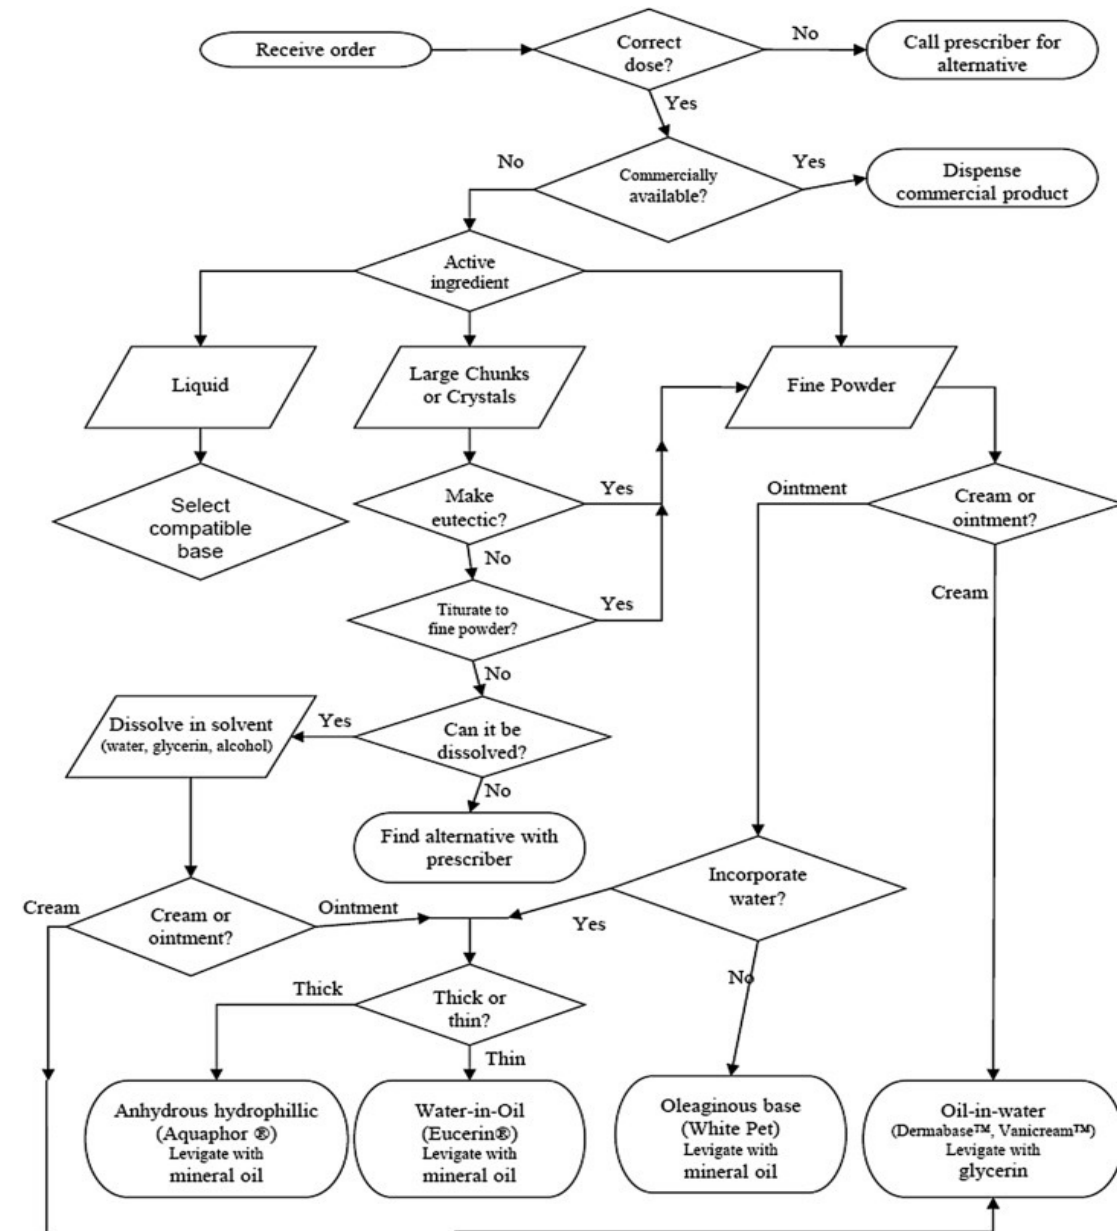 Receive order
Correct
dose?
No
Call prescriber for
alternative
Yes
No
Commercially
available?
Yes
Dispense
commercial product
Active
ingredient
Liquid
Large Chunks
or Crystals
Fine Powder
Select
compatible
base
Make
eutectic?
Yes
Ointment
Cream or
ointment?
No
Cream
Titurate to
fine powder?
Yes
No
Dissolve in solvent
(water, glycerin, alcohol)
Yes
Can it be
dissolved?
No
Find alternative with
prescriber
Incorporate
water?
Cream
Cream or
ointment?
Ointment
Yes
No
Thick
Thick or
thin?
Thin
Anhydrous hydrophillic
(Aquaphor ®)
Levigate with
mineral oil
Water-in-Oil
(Eucerin®)
Levigate with
mineral oil
Oleaginous base
(White Pet)
Levigate with
mineral oil
Oil-in-water
(Dermabase™, Vanicream™)
Levigate with
glycerin